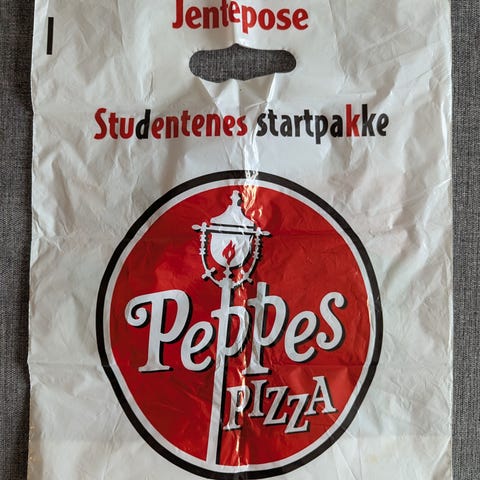 Jentepose
Studentenes startpakke
Peppes
PIZZA